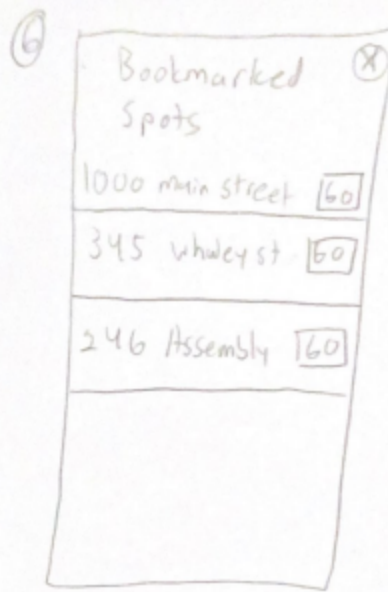 6
Bookmarked X
Spots
1000 main street GO
345 whaley st GO
246 Assembly GO